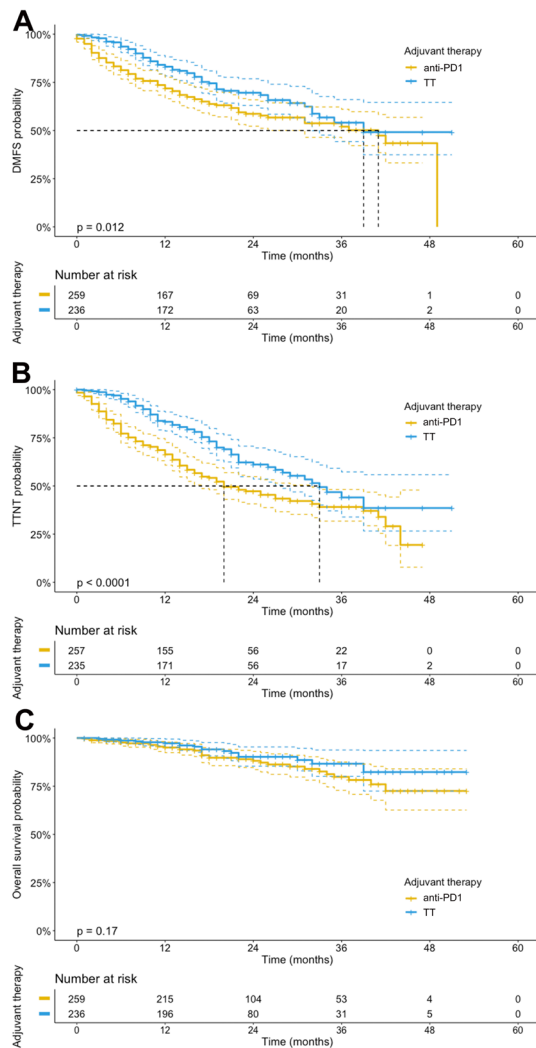 A
100%
75%
50%
25%
0%
DMFS probability
Adjuvant therapy
anti-PD1
TT
p = 0.012
0 12 24 36 48 60
Time (months)
Number at risk
Adjuvant therapy
259 167 69 31 1 0
236 172 63 20 2 0
0 12 24 36 48 60
Time (months)
B
100%
75%
50%
25%
0%
TTNT probability
Adjuvant therapy
anti-PD1
TT
p < 0.0001
0 12 24 36 48 60
Time (months)
Number at risk
Adjuvant therapy
257 155 56 22 0 0
235 171 56 17 2 0
0 12 24 36 48 60
Time (months)
C
100%
75%
50%
25%
0%
Overall survival probability
Adjuvant therapy
anti-PD1
TT
p = 0.17
0 12 24 36 48 60
Time (months)
Number at risk
Adjuvant therapy
259 215 104 53 4 0
236 196 80 31 5 0
0 12 24 36 48 60
Time (months)